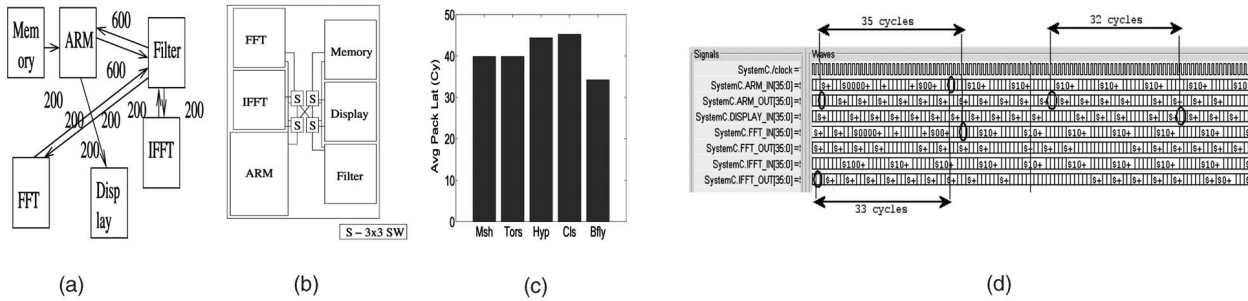 Mem
ory
ARM
600
Filter
600
200
200
200
200
200
200
FFT
Disp
lay
IFFT
(a)
FFT
IFFT
ARM
S
S
S
S
Memory
Display
Filter
S – 3x3 SW
(b)
Avg Pack Lat (Cy)
50
40
30
20
10
0
Msh Tors Hyp Cls Bfly
(c)
35 cycles
32 cycles
Signals
Waves
SystemC./clock =
SystemC.ARM_IN[35:0] =
SystemC.ARM_OUT[35:0] =
SystemC.DISPLAY_IN[35:0] =
SystemC.FFT_IN[35:0] =
SystemC.FFT_OUT[35:0] =
SystemC.IFFT_IN[35:0] =
SystemC.IFFT_OUT[35:0] =
33 cycles
(d)